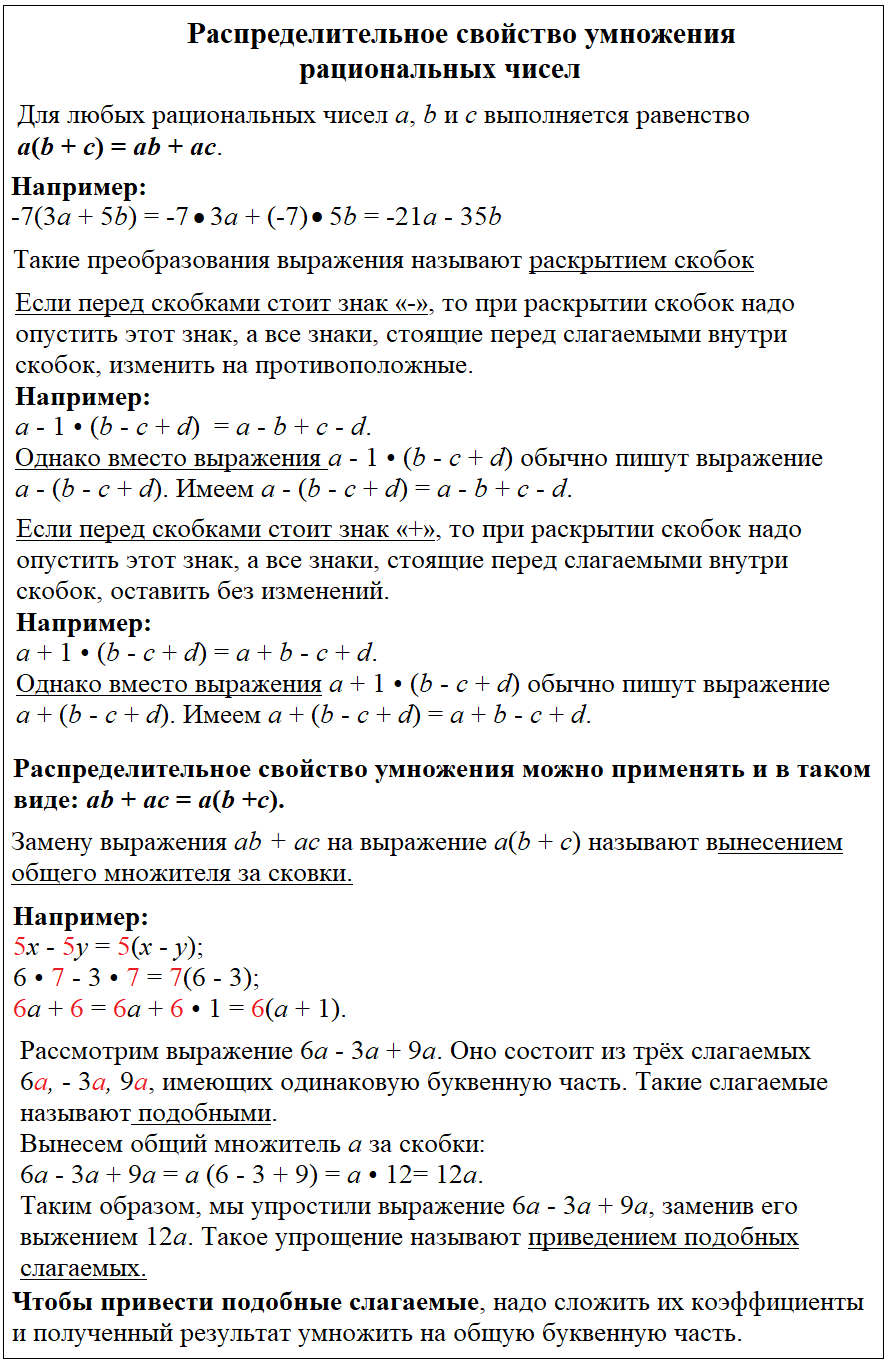 Распределительное свойство умножения
рациональных чисел
Для любых рациональных чисел a, b и c выполняется равенство
a(b + c) = ab + ac.
Например:
-7(3a + 5b) = -7 • 3a + (-7) • 5b = -21a - 35b
Такие преобразования выражения называют раскрытием скобок
Если перед скобками стоит знак «-», то при раскрытии скобок надо
опустить этот знак, а все знаки, стоящие перед слагаемыми внутри
скобок, изменить на противоположные.
Например:
a - 1 • (b - c + d) = a - b + c - d.
Однако вместо выражения a - 1 • (b - c + d) обычно пишут выражение
a - (b - c + d). Имеем a - (b - c + d) = a - b + c - d.
Если перед скобками стоит знак «+», то при раскрытии скобок надо
опустить этот знак, а все знаки, стоящие перед слагаемыми внутри
скобок, оставить без изменений.
Например:
a + 1 • (b - c + d) = a + b - c + d.
Однако вместо выражения a + 1 • (b - c + d) обычно пишут выражение
a + (b - c + d). Имеем a + (b - c + d) = a + b - c + d.
Распределительное свойство умножения можно применять и в таком
виде: ab + ac = a(b +c).
Замену выражения ab + ac на выражение a(b + c) называют вынесением
общего множителя за сковки.
Например:
5x - 5y = 5(x - y);
6 • 7 - 3 • 7 = 7(6 - 3);
6a + 6 = 6a + 6 • 1 = 6(a + 1).
Рассмотрим выражение 6a - 3a + 9a. Оно состоит из трёх слагаемых
6a, - 3a, 9a, имеющих одинаковую буквенную часть. Такие слагаемые
называют подобными.
Вынесем общий множитель a за скобки:
6a - 3a + 9a = a (6 - 3 + 9) = a • 12= 12a.
Таким образом, мы упростили выражение 6a - 3a + 9a, заменив его
выжением 12a. Такое упрощение называют приведением подобных
слагаемых.
Чтобы привести подобные слагаемые, надо сложить их коэффициенты
и полученный результат умножить на общую буквенную часть.